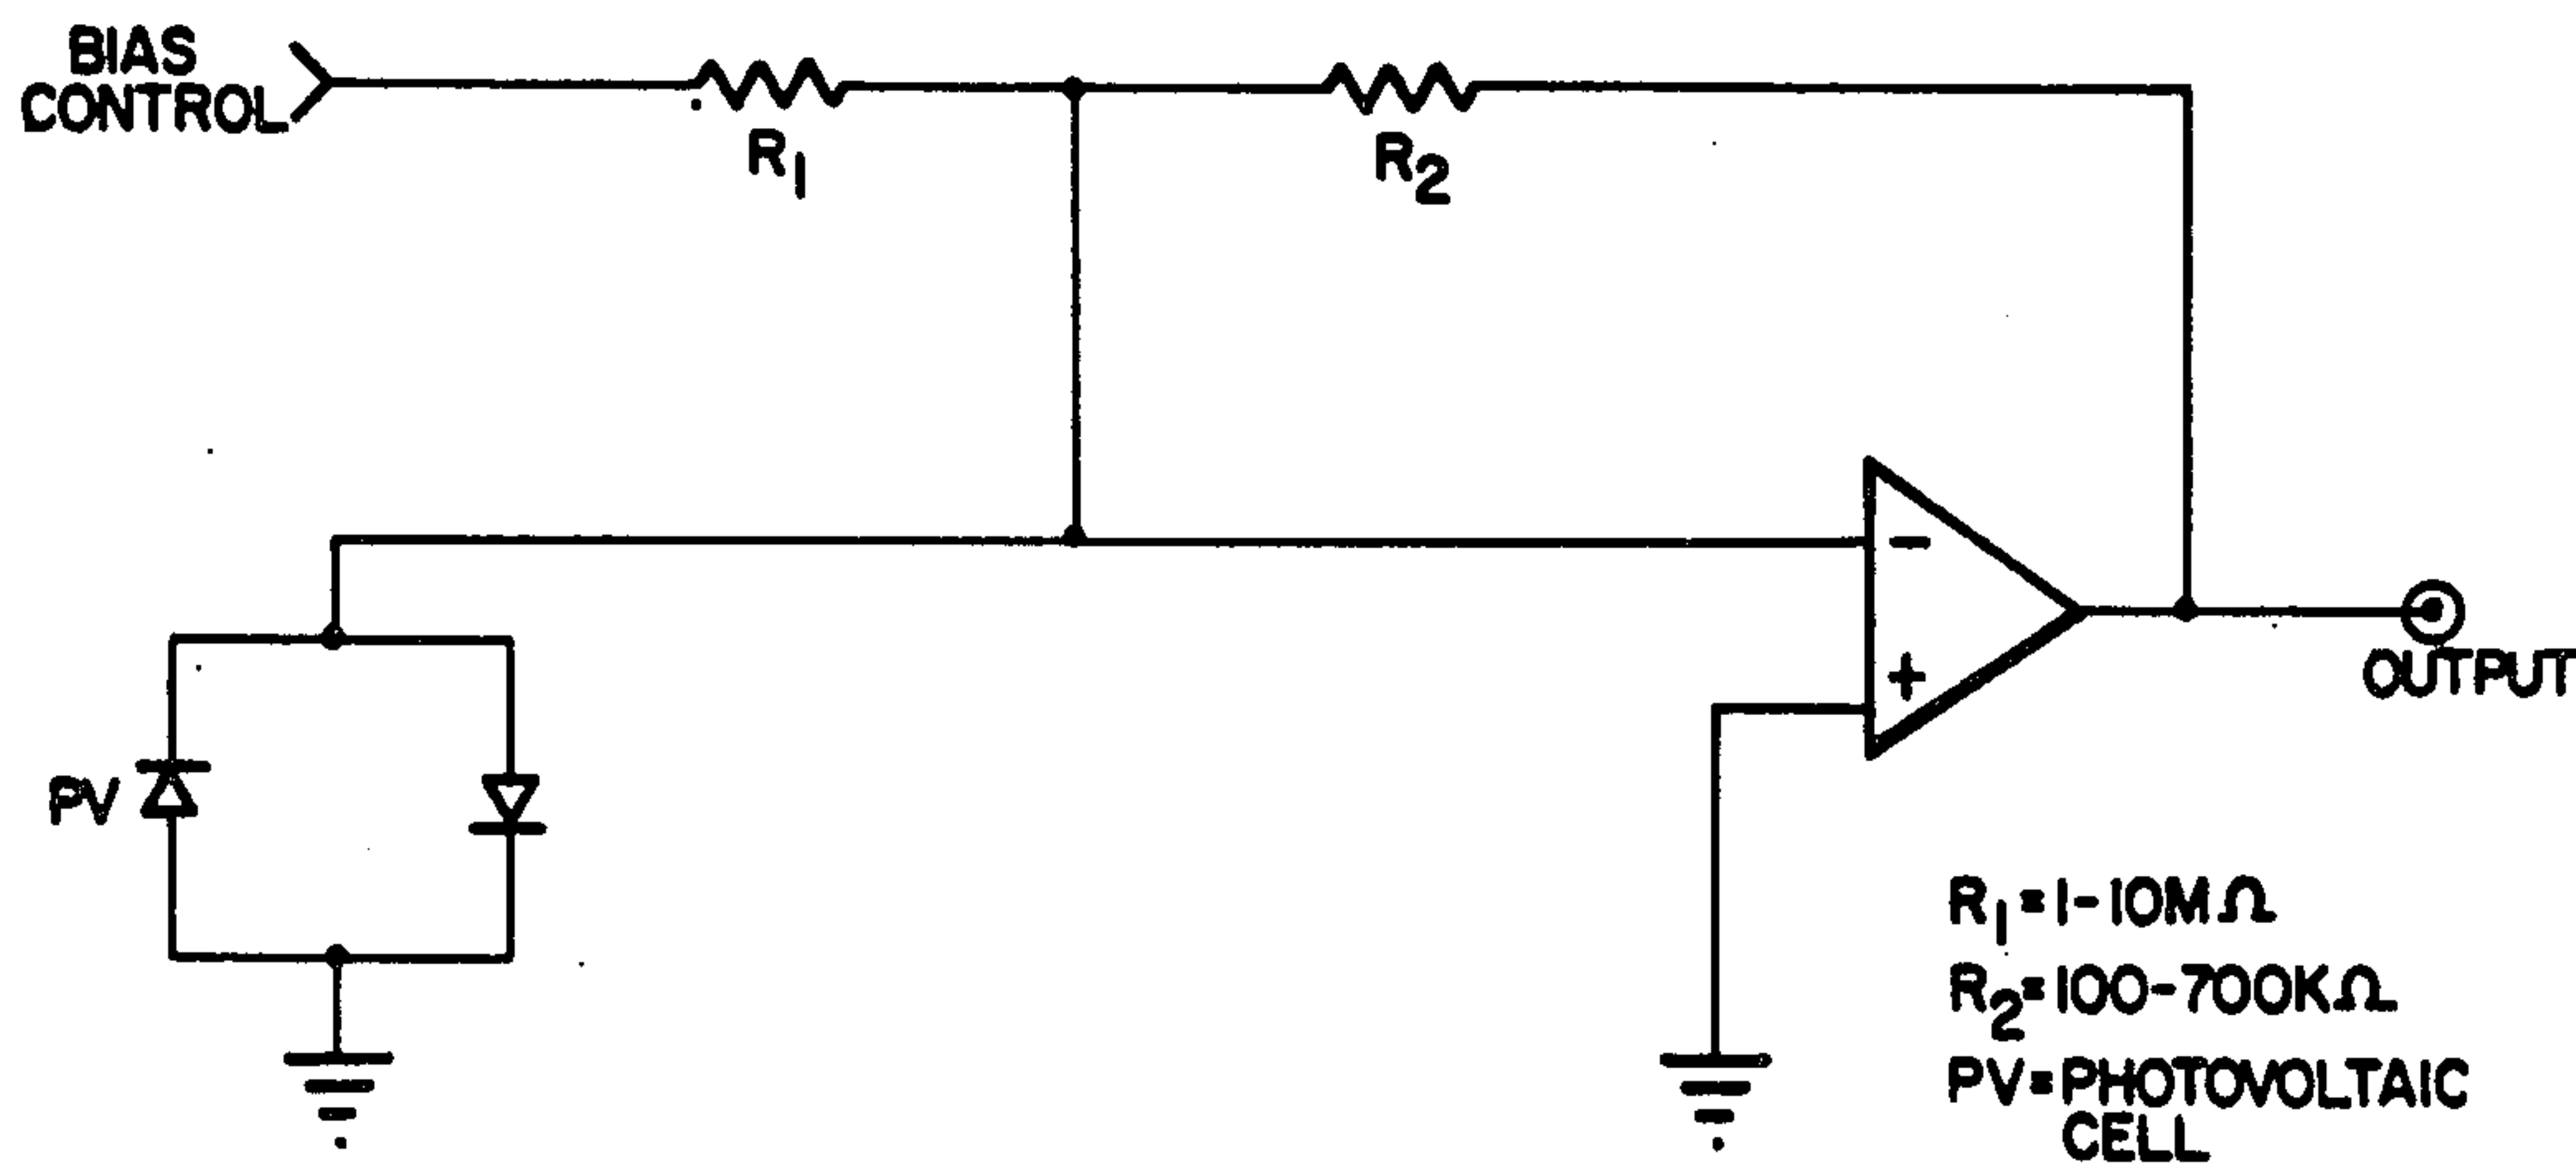 BIAS
CONTROL
R1
R2
−
+
OUTPUT
PV
R1=1-10MΩ
R2=100-700KΩ
PV=PHOTOVOLTAIC
CELL